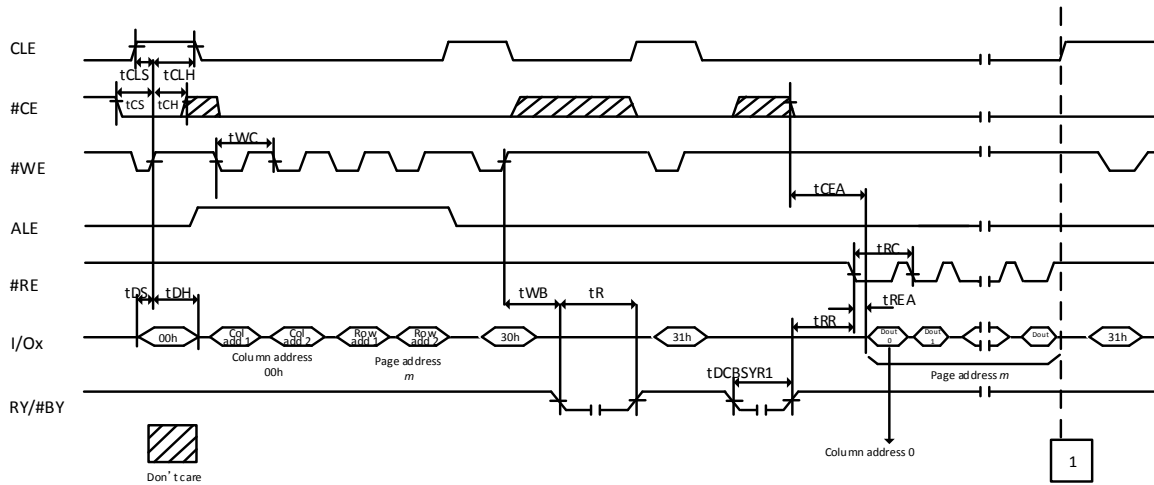 CLE
tCLS tCLH
#CE
tCS tCH
tWC
#WE
tCEA
ALE
tRC
#RE
tDS tDH
tWB tR
tREA
tRR
I/Ox
00h
Col add 1
Col add 2
Row add 1
Row add 2
30h
31h
Dout 0
Dout 1
Dout
31h
Column address
00h
Page address
m
tDCBSYR1
Page address m
RY/#BY
Column address 0
1
Don't care